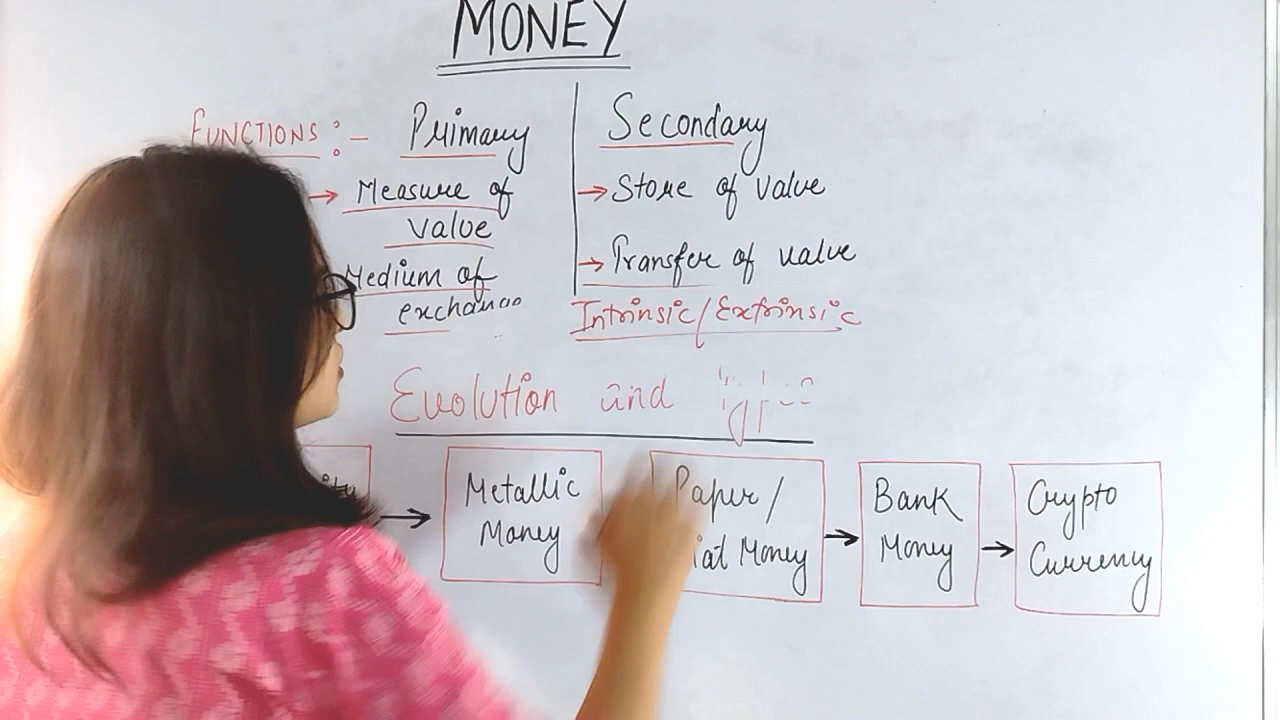 MONEY
FUNCTIONS :- Primary
Secondary
→ Measure of
value
Medium of
→ Store of value
→ Transfer of value
Intrinsic/Extrinsic
Evolution and
Metallic
Money
→
Paper/
Money
→
Bank
Money
→
Crypto
Currency